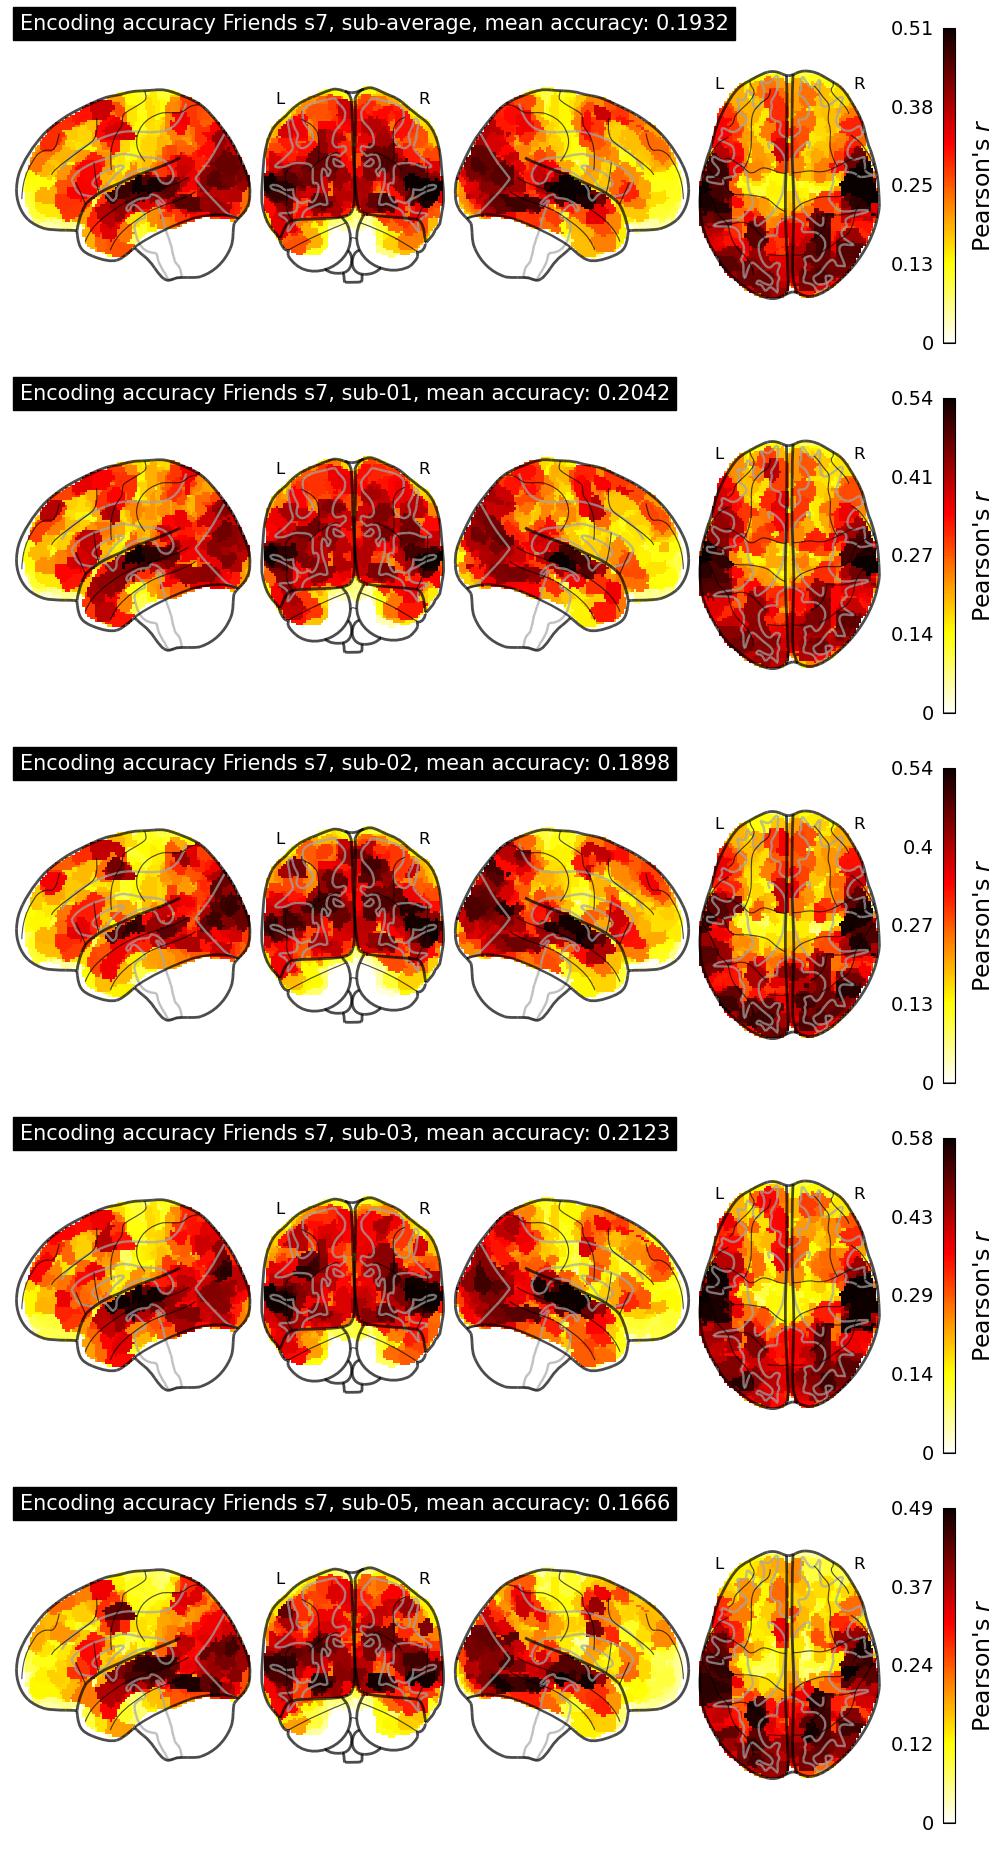 Encoding accuracy Friends s7, sub-average, mean accuracy: 0.1932
L
R
L
R
0.51
0.38
0.25
0.13
0
Pearson's r
Encoding accuracy Friends s7, sub-01, mean accuracy: 0.2042
L
R
L
R
0.54
0.41
0.27
0.14
0
Pearson's r
Encoding accuracy Friends s7, sub-02, mean accuracy: 0.1898
L
R
L
R
0.54
0.4
0.27
0.13
0
Pearson's r
Encoding accuracy Friends s7, sub-03, mean accuracy: 0.2123
L
R
L
R
0.58
0.43
0.29
0.14
0
Pearson's r
Encoding accuracy Friends s7, sub-05, mean accuracy: 0.1666
L
R
L
R
0.49
0.37
0.24
0.12
0
Pearson's r